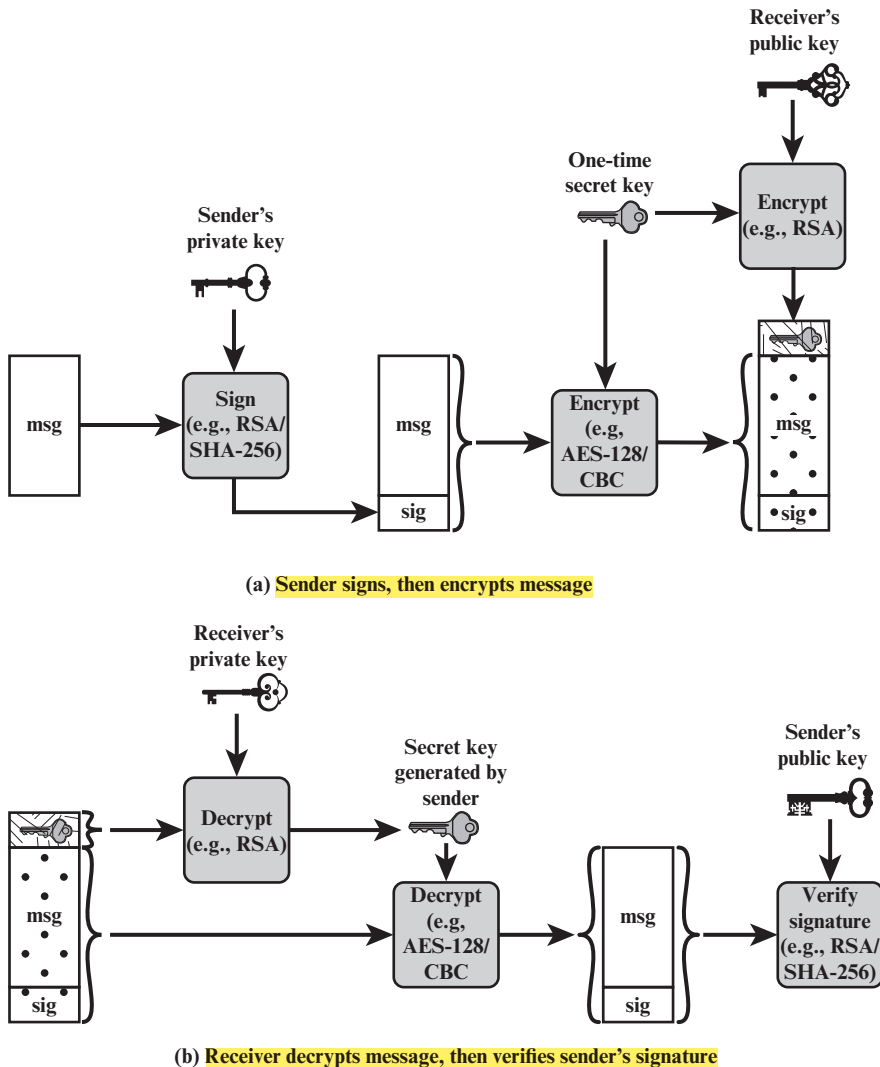 Receiver's
public key
One-time
secret key
Encrypt
(e.g., RSA)
Sender's
private key
msg
Sign
(e.g., RSA/
SHA-256)
msg
sig
Encrypt
(e.g,
AES-128/
CBC
msg
sig
(a) Sender signs, then encrypts message
Receiver's
private key
Decrypt
(e.g., RSA)
Secret key
generated by
sender
Sender's
public key
msg
sig
Decrypt
(e.g,
AES-128/
CBC
msg
sig
Verify
signature
(e.g., RSA/
SHA-256)
(b) Receiver decrypts message, then verifies sender's signature